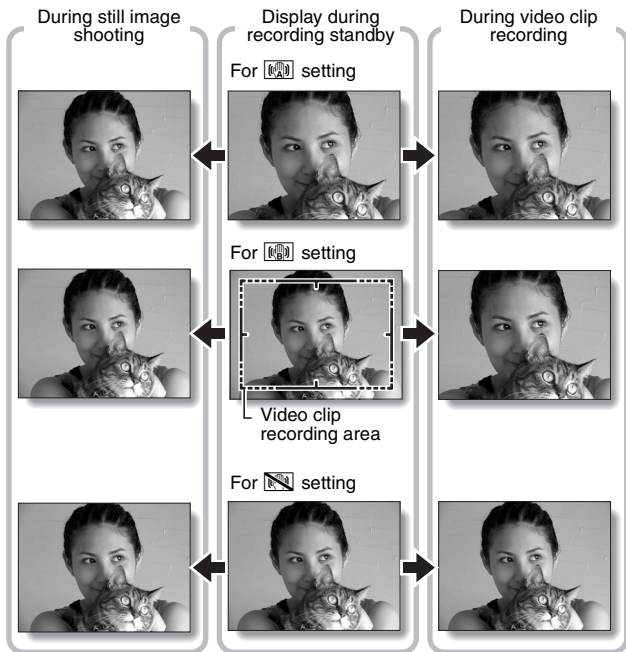 During still image
shooting
Display during
recording standby
During video clip
recording
For A setting
For B setting
Video clip
recording area
For setting